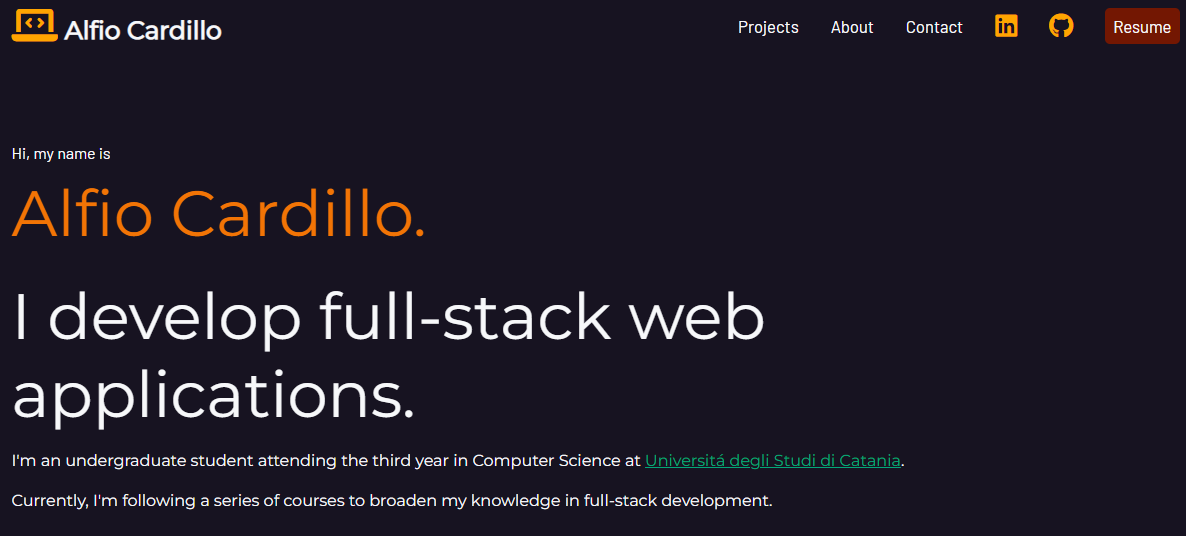 Alfio Cardillo
Projects
About
Contact
in
Resume
Hi, my name is
Alfio Cardillo.
I develop full-stack web
applications.
I'm an undergraduate student attending the third year in Computer Science at Universitá degli Studi di Catania.
Currently, I'm following a series of courses to broaden my knowledge in full-stack development.